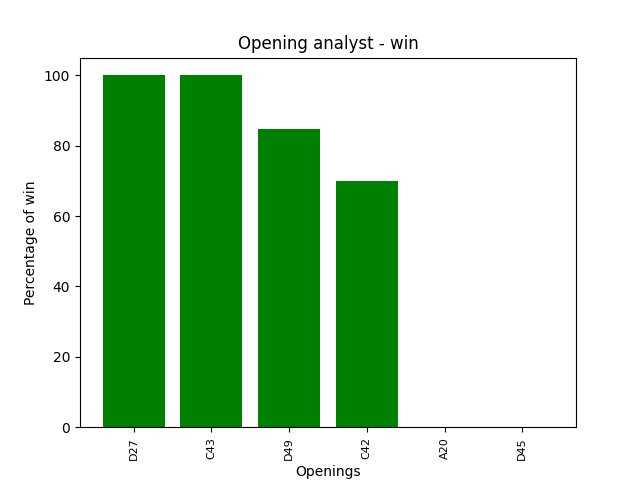 Opening analyst - win
Percentage of win
100
80
60
40
20
0
D27 C43 D49 C42 A20 D45
Openings